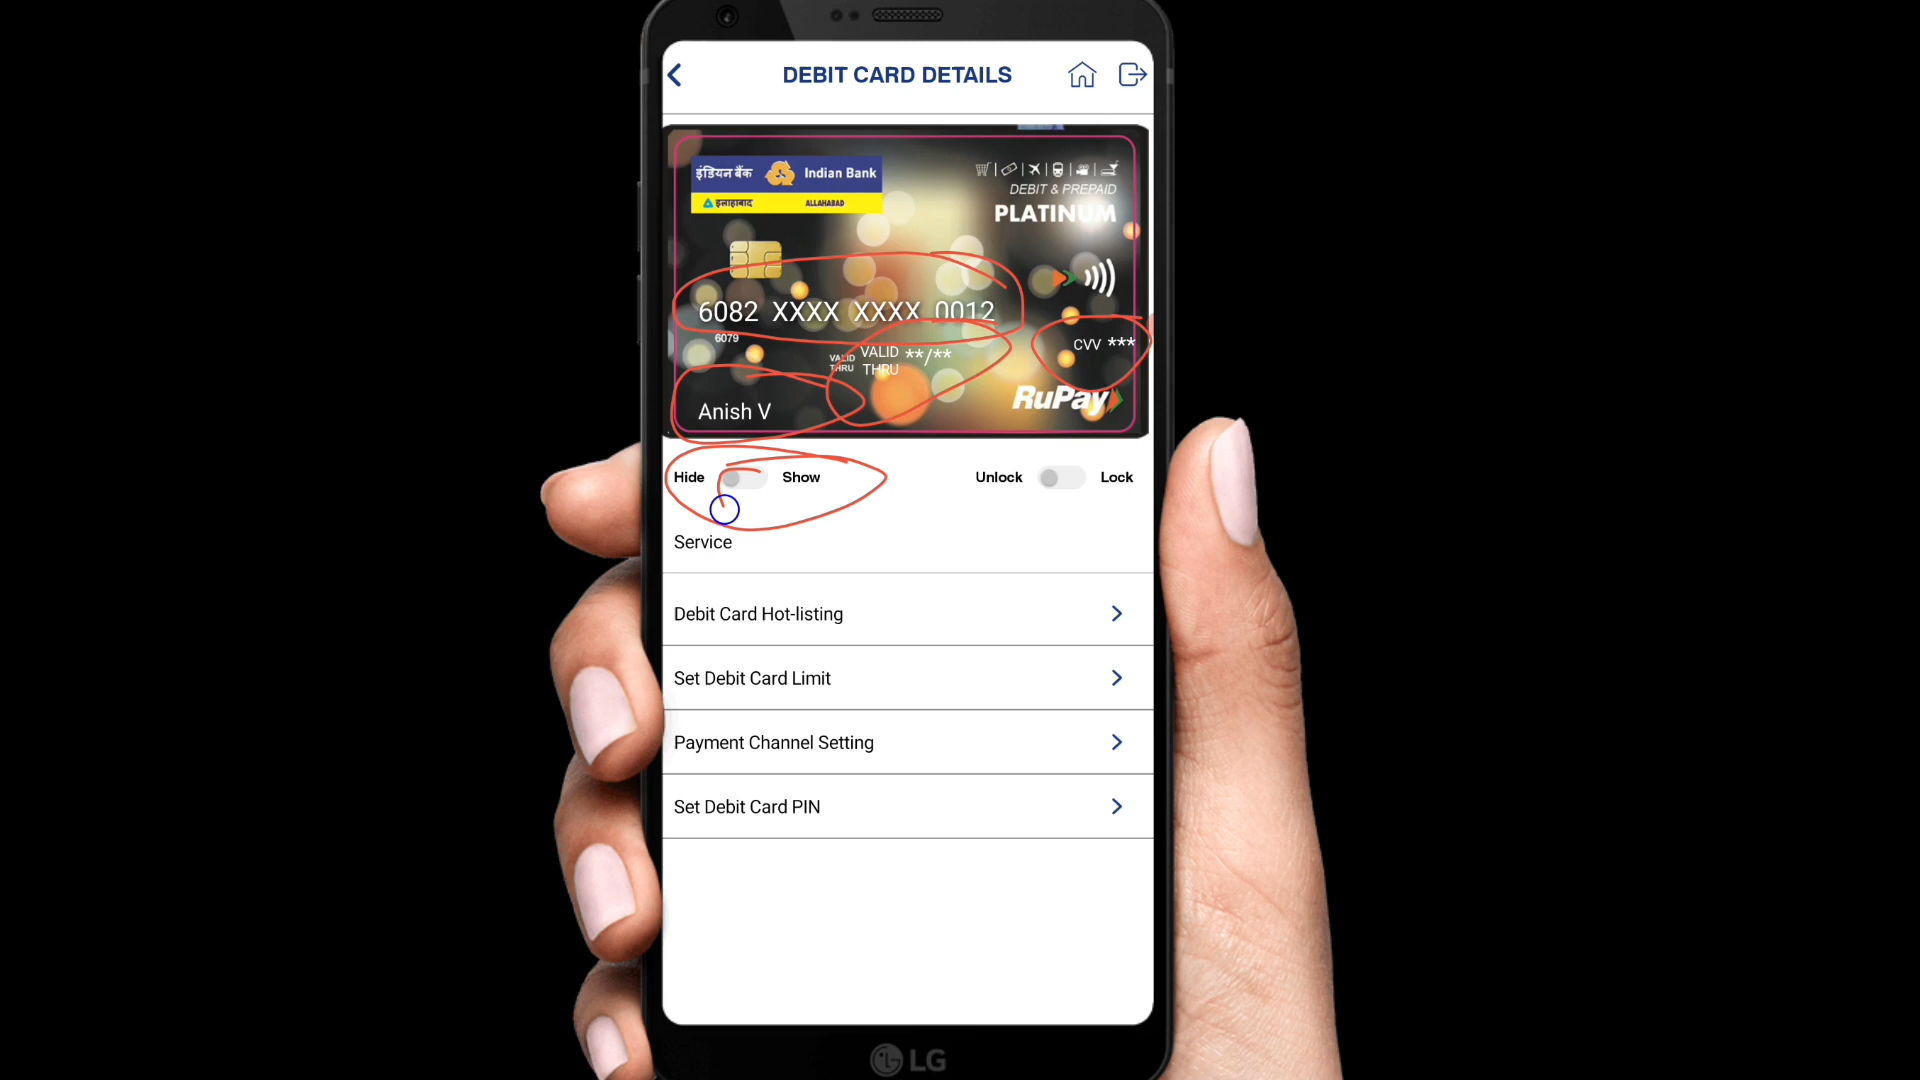 DEBIT CARD DETAILS
इंडियन बैंक Indian Bank
इलाहाबाद ALLAHABAD
DEBIT & PREPAID
PLATINUM
6082 XXXX XXXX 0012
6079
VALID THRU
VALID THRU **/**
CVV ***
Anish V
RuPay
Hide Show Unlock Lock
Service
Debit Card Hot-listing
Set Debit Card Limit
Payment Channel Setting
Set Debit Card PIN
LG